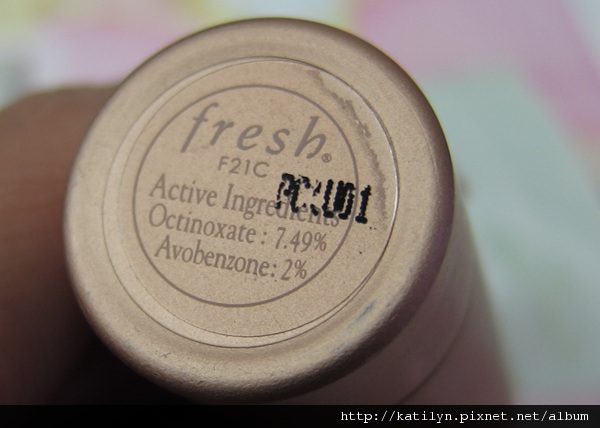 fresh®
F21C
Active Ingredients
Octinoxate : 7.49%
Avobenzone: 2%
http://katilyn.pixnet.net/album